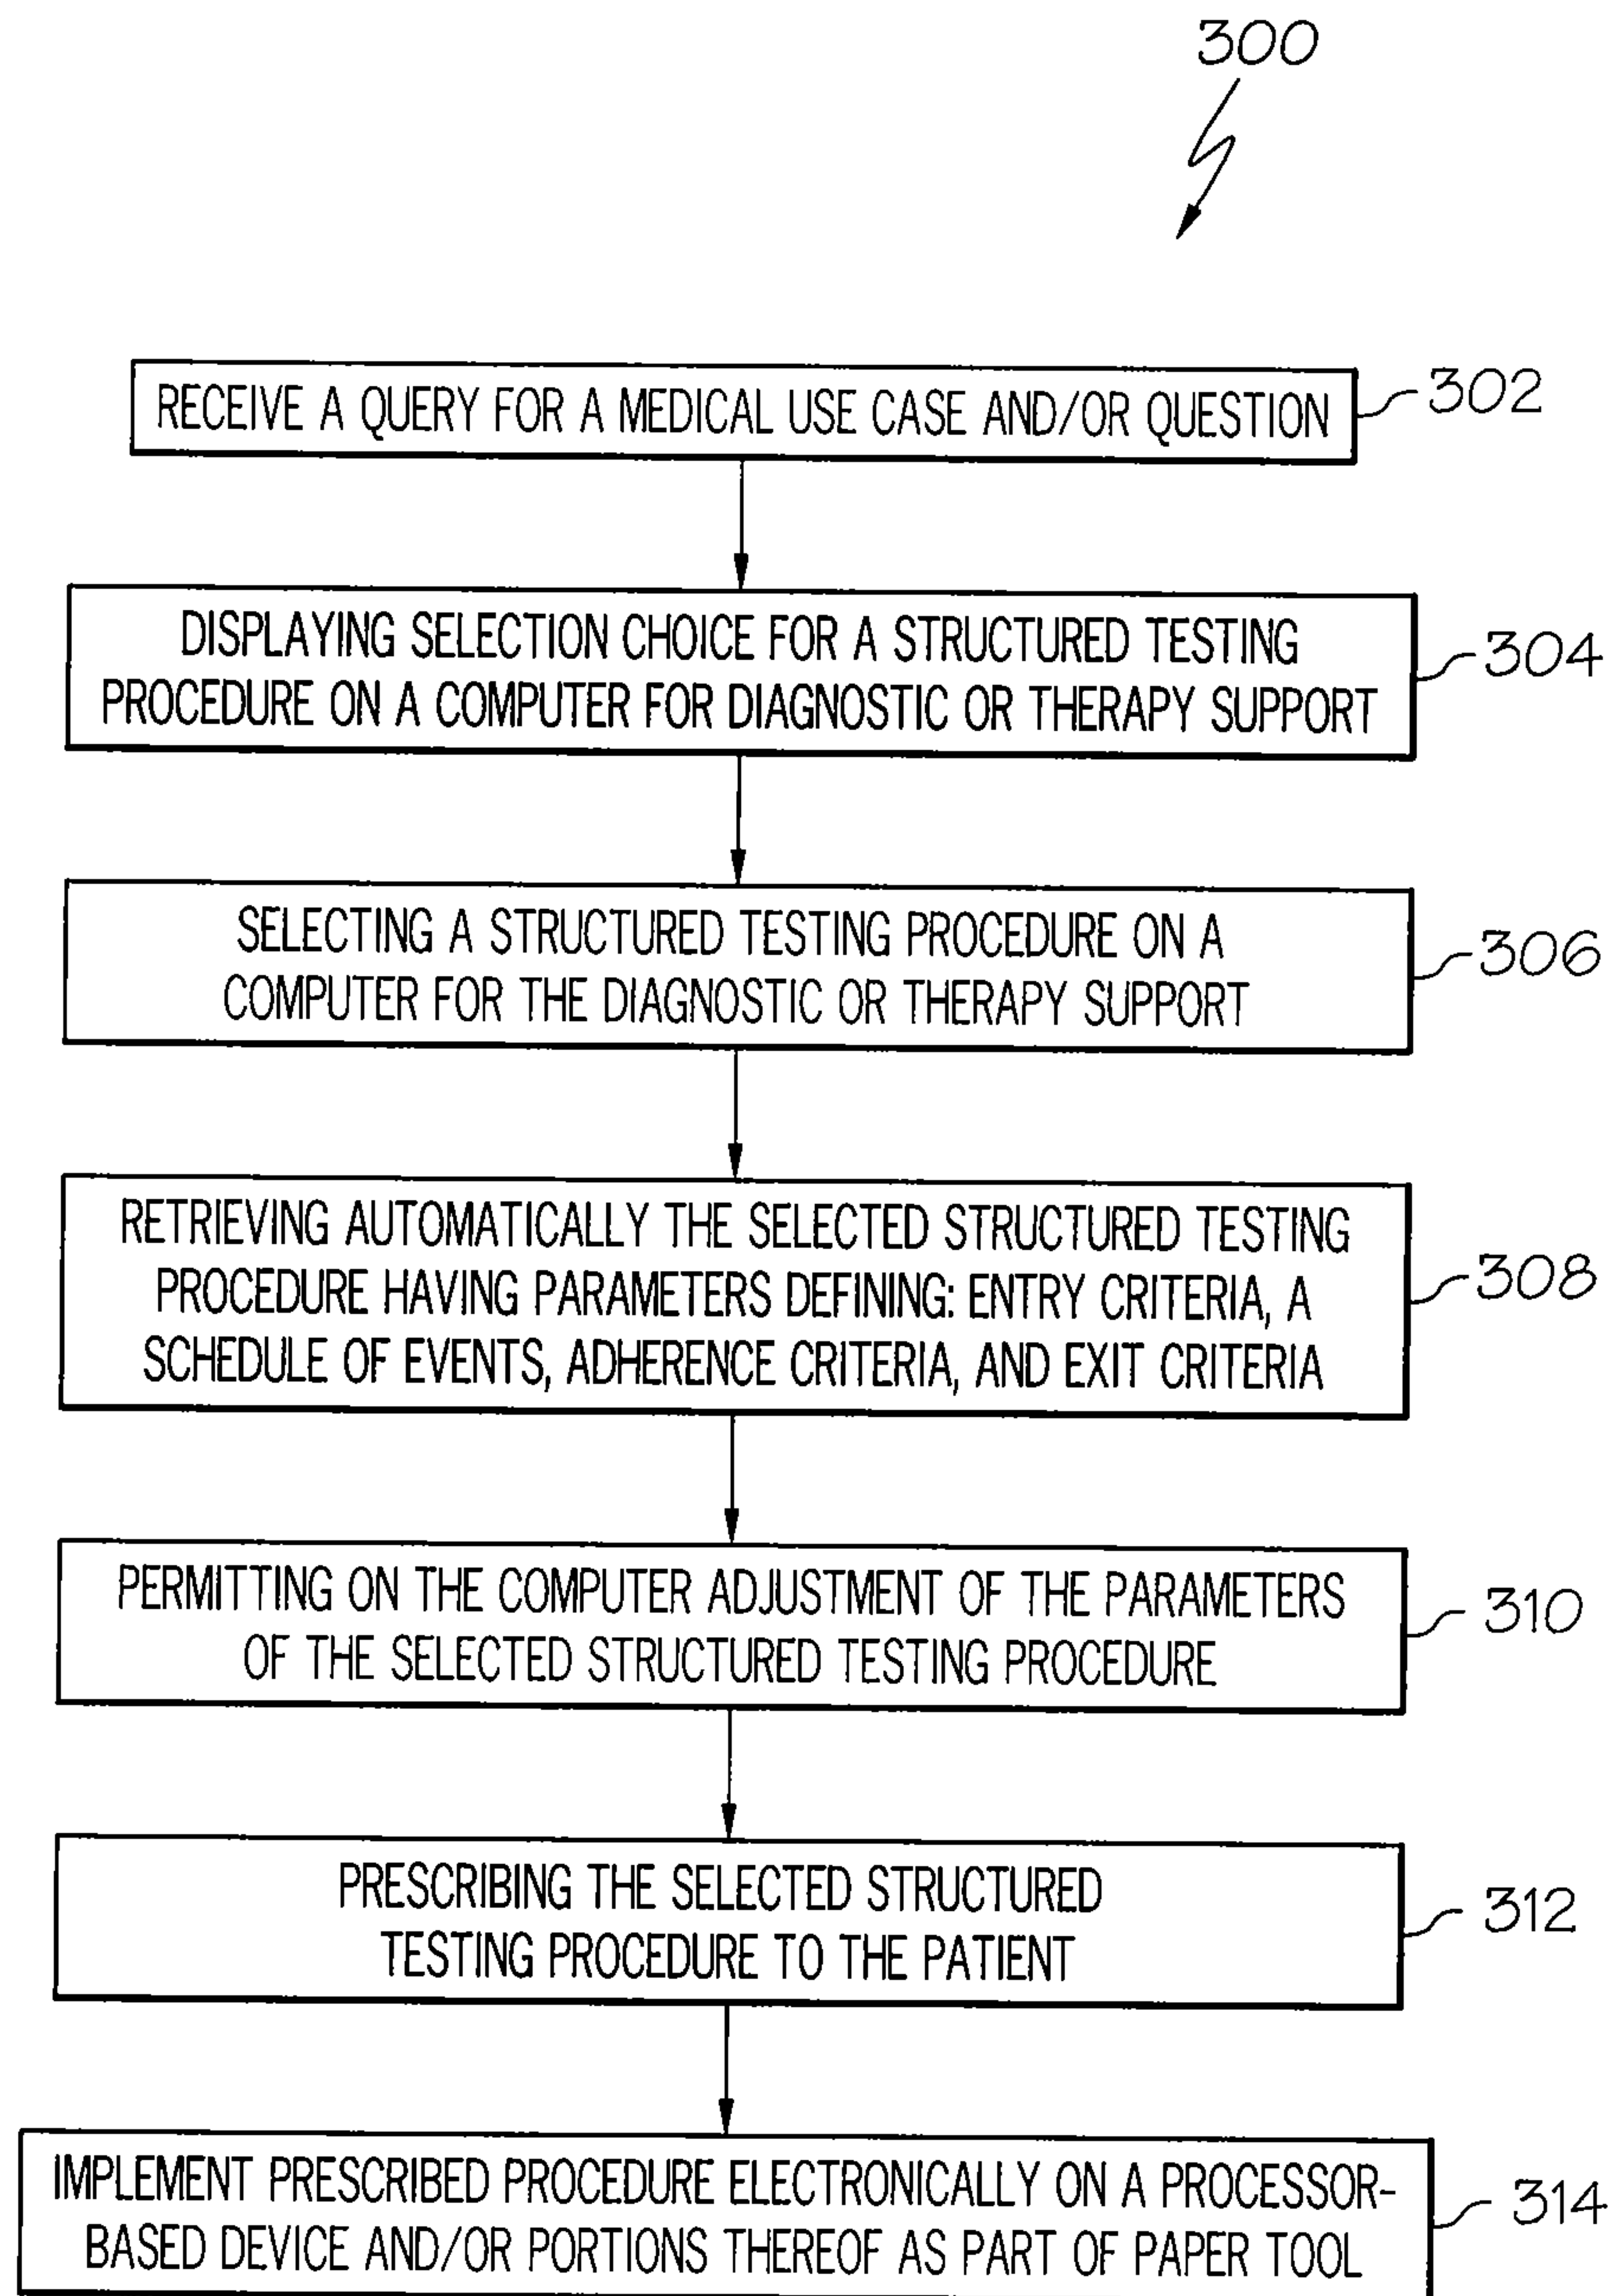 300
RECEIVE A QUERY FOR A MEDICAL USE CASE AND/OR QUESTION
302
DISPLAYING SELECTION CHOICE FOR A STRUCTURED TESTING
PROCEDURE ON A COMPUTER FOR DIAGNOSTIC OR THERAPY SUPPORT
304
SELECTING A STRUCTURED TESTING PROCEDURE ON A
COMPUTER FOR THE DIAGNOSTIC OR THERAPY SUPPORT
306
RETRIEVING AUTOMATICALLY THE SELECTED STRUCTURED TESTING
PROCEDURE HAVING PARAMETERS DEFINING: ENTRY CRITERIA, A
SCHEDULE OF EVENTS, ADHERENCE CRITERIA, AND EXIT CRITERIA
308
PERMITTING ON THE COMPUTER ADJUSTMENT OF THE PARAMETERS
OF THE SELECTED STRUCTURED TESTING PROCEDURE
310
PRESCRIBING THE SELECTED STRUCTURED
TESTING PROCEDURE TO THE PATIENT
312
IMPLEMENT PRESCRIBED PROCEDURE ELECTRONICALLY ON A PROCESSOR-
BASED DEVICE AND/OR PORTIONS THEREOF AS PART OF PAPER TOOL
314